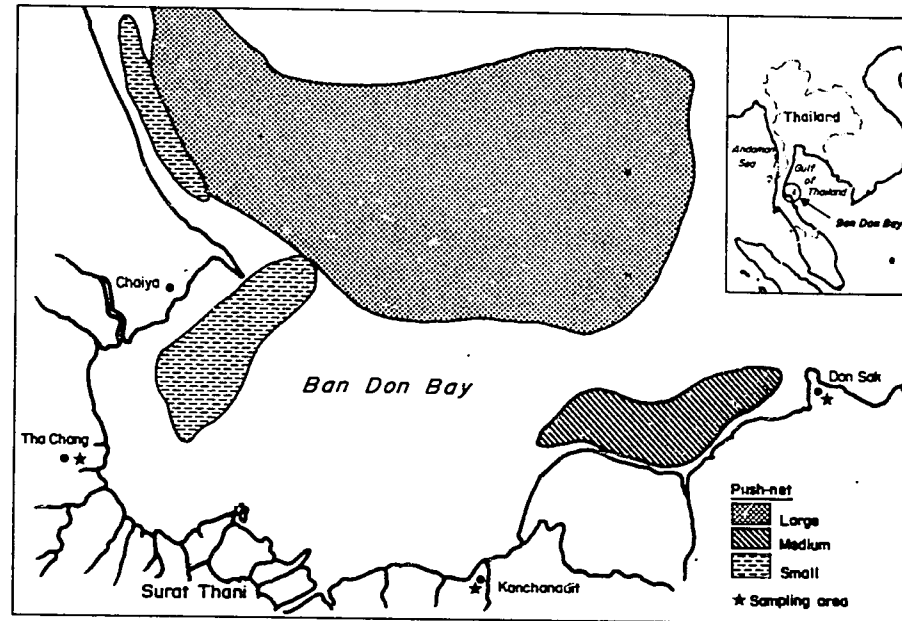 Thailand
Andaman
Sea
Gulf
of
Thailand
Ban Don Bay
Chaiya
Ban Don Bay
Don Sak
Tha Chang
Push-net
Large
Medium
Small
Sampling area
Surat Thani
Kanchanadit